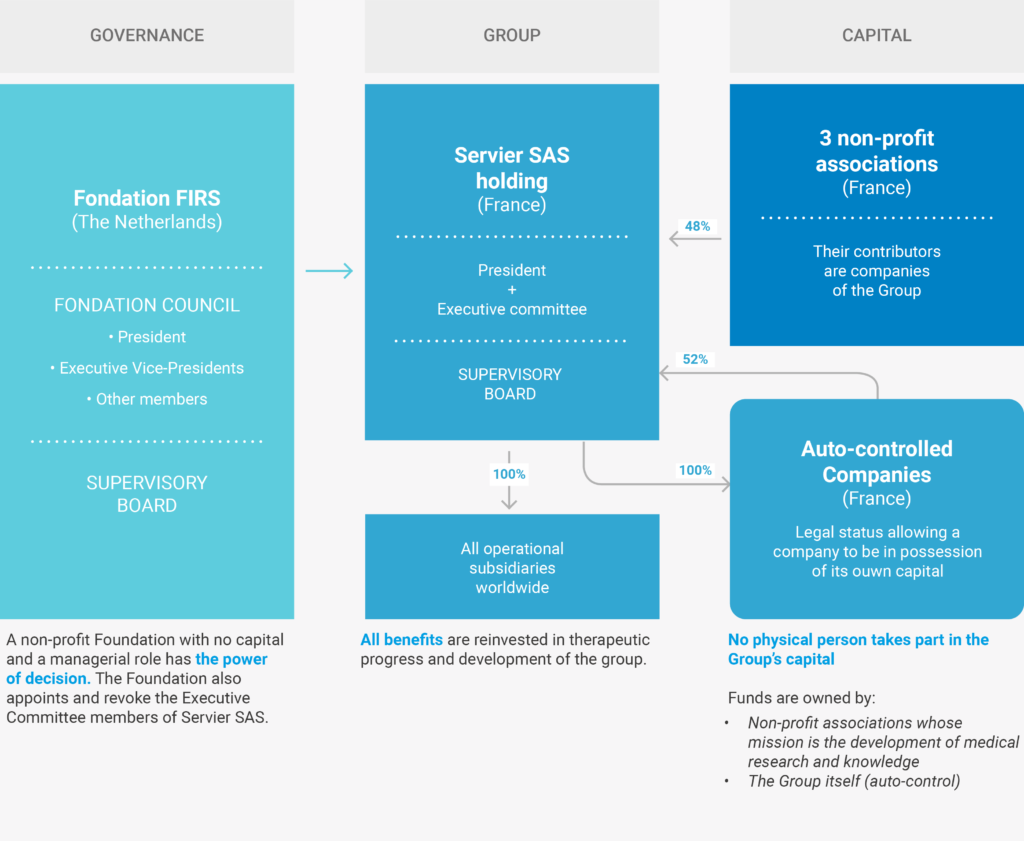 GOVERNANCE
Fondation FIRS
(The Netherlands)
FONDATION COUNCIL
• President
• Executive Vice-Presidents
• Other members
SUPERVISORY
BOARD
A non-profit Foundation with no capital
and a managerial role has the power
of decision. The Foundation also
appoints and revoke the Executive
Committee members of Servier SAS.
GROUP
Servier SAS
holding
(France)
President
+
Executive committee
SUPERVISORY
BOARD
100%
All operational
subsidiaries
worldwide
All benefits are reinvested in therapeutic
progress and development of the group.
48%
52%
100%
CAPITAL
3 non-profit
associations
(France)
Their contributors
are companies
of the Group
Auto-controlled
Companies
(France)
Legal status allowing a
company to be in possession
of its ouwn capital
No physical person takes part in the
Group's capital
Funds are owned by:
• Non-profit associations whose
mission is the development of medical
research and knowledge
• The Group itself (auto-control)